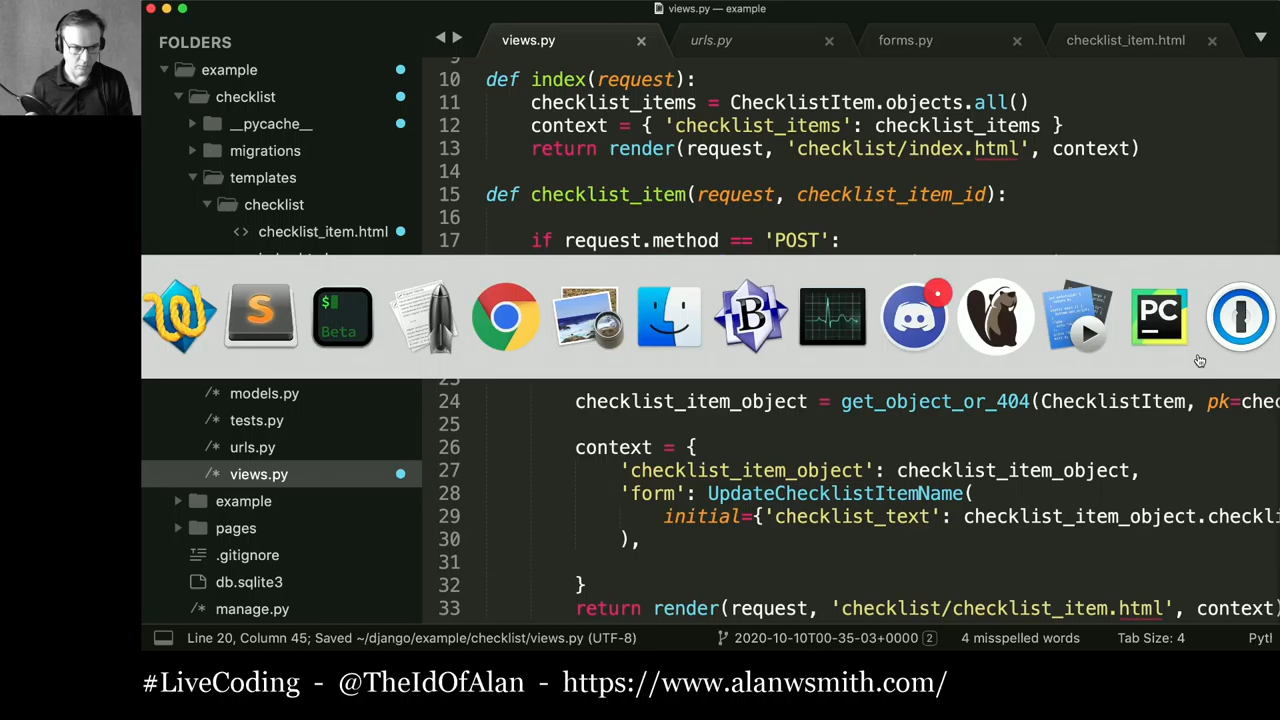 views.py — example
FOLDERS
example
checklist
__pycache__
migrations
templates
checklist
<> checklist_item.html
/* models.py
/* tests.py
/* urls.py
/* views.py
example
pages
.gitignore
db.sqlite3
manage.py
views.py
urls.py
forms.py
checklist_item.html
10 def index(request):
11 checklist_items = ChecklistItem.objects.all()
12 context = { 'checklist_items': checklist_items }
13 return render(request, 'checklist/index.html', context)
14
15 def checklist_item(request, checklist_item_id):
16
17 if request.method == 'POST':
$
Beta
S
B
PC
24 checklist_item_object = get_object_or_404(ChecklistItem, pk=che
25
26 context = {
27 'checklist_item_object': checklist_item_object,
28 'form': UpdateChecklistItemName(
29 initial={'checklist_text': checklist_item_object.checkli
30 ),
31
32 }
33 return render(request, 'checklist/checklist_item.html', context)
Line 20, Column 45; Saved ~/django/example/checklist/views.py (UTF-8)
2020-10-10T00-35-03+0000 2
4 misspelled words
Tab Size: 4
Pytl
#LiveCoding - @TheIdOfAlan - https://www.alanwsmith.com/